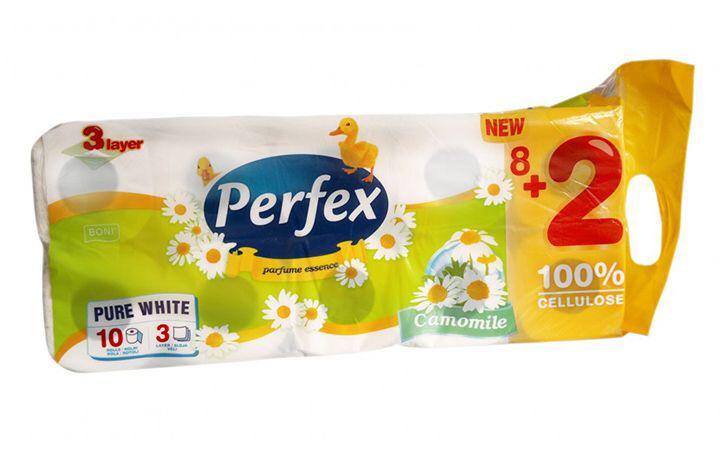 3 layer
NEW
8+2
Perfex
parfume essence
BONI
100%
CELLULOSE
PURE WHITE
10
3
Camomile